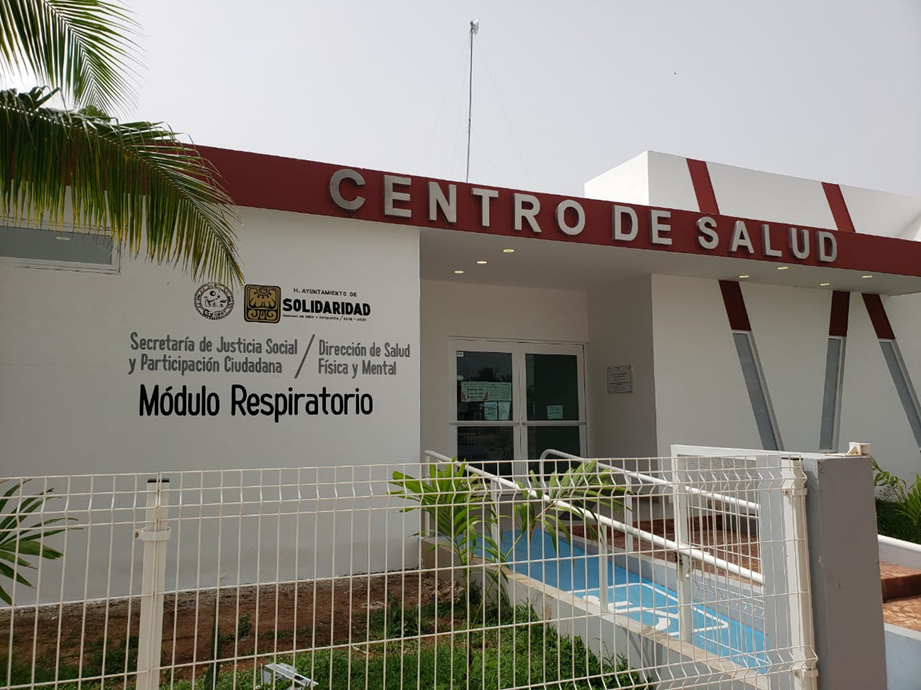 CENTRO DE SALUD
H. AYUNTAMIENTO DE
SOLIDARIDAD
Secretaría de Justicia Social / Dirección de Salud
y Participación Ciudadana / Física y Mental
Módulo Respiratorio